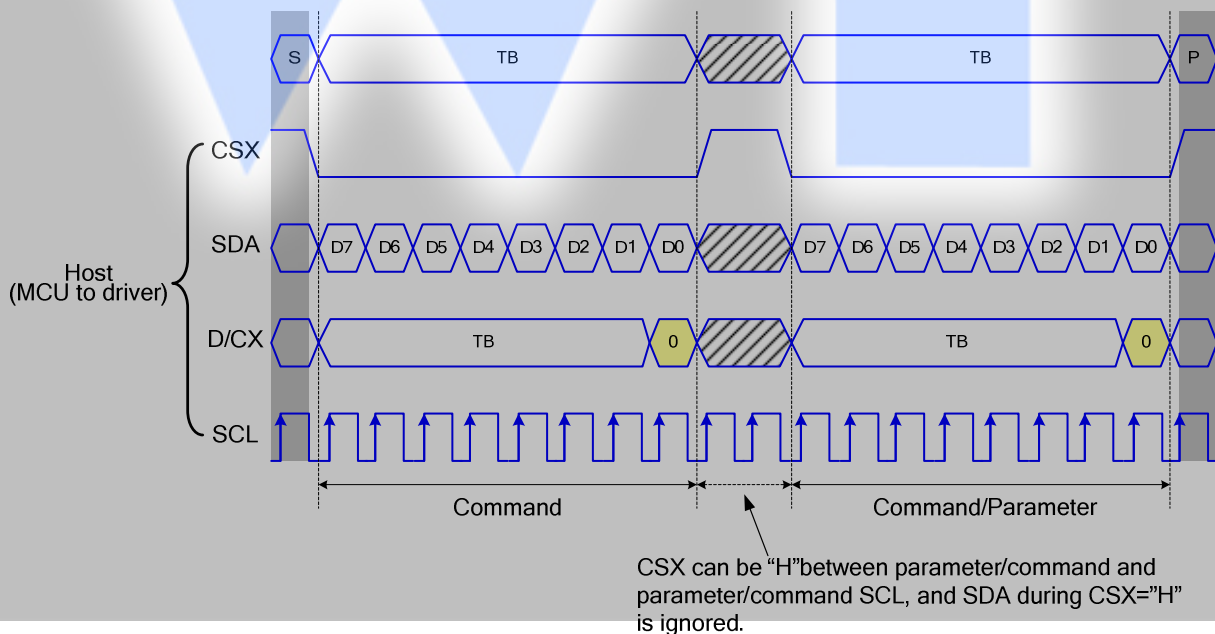 S TB TB P
CSX
SDA D7 D6 D5 D4 D3 D2 D1 D0 D7 D6 D5 D4 D3 D2 D1 D0
Host
(MCU to driver)
D/CX TB 0 TB 0
SCL
Command Command/Parameter
CSX can be “H”between parameter/command and
parameter/command SCL, and SDA during CSX=”H”
is ignored.